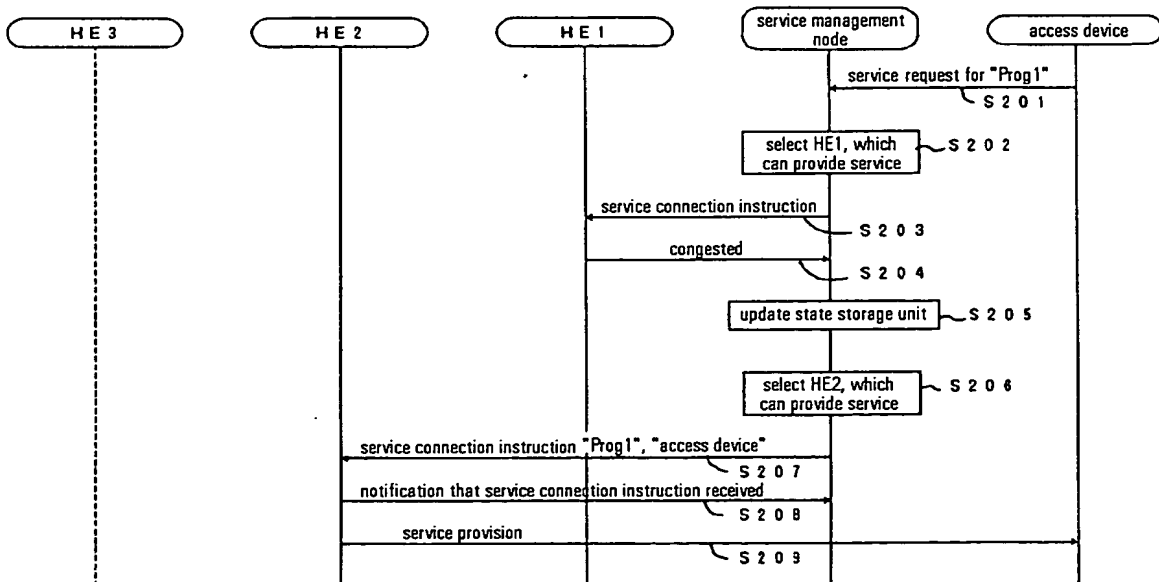 HE3
HE2
HE1
service management
node
access device
service request for "Prog1"
S201
select HE1, which
can provide service
S202
service connection instruction
S203
congested
S204
update state storage unit
S205
select HE2, which
can provide service
S206
service connection instruction "Prog1", "access device"
S207
notification that service connection instruction received
S208
service provision
S209